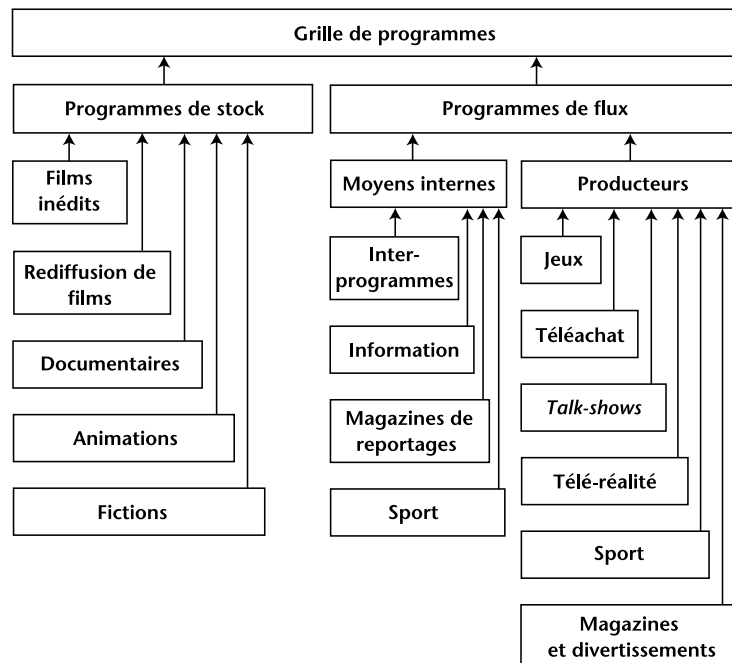 Grille de programmes
Programmes de stock
Programmes de flux
Films
inédits
Rediffusion de
films
Documentaires
Animations
Fictions
Moyens internes
Producteurs
Inter-
programmes
Information
Magazines de
reportages
Sport
Jeux
Téléachat
Talk-shows
Télé-réalité
Sport
Magazines
et divertissements